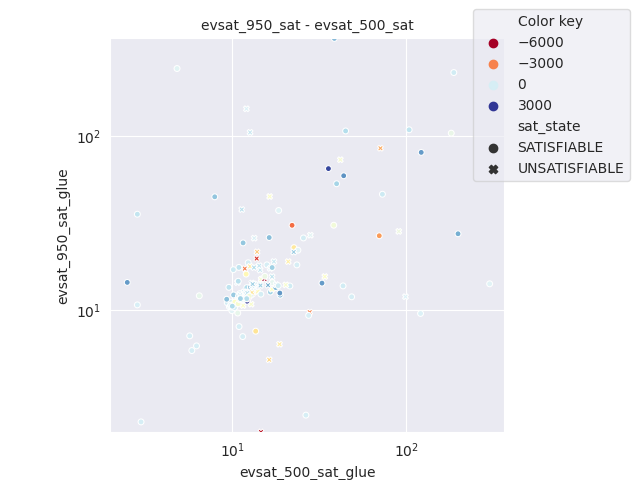 evsat_950_sat - evsat_500_sat
Color key
−6000
−3000
0
3000
sat_state
SATISFIABLE
UNSATISFIABLE
evsat_950_sat_glue
10²
10¹
10¹
10²
evsat_500_sat_glue